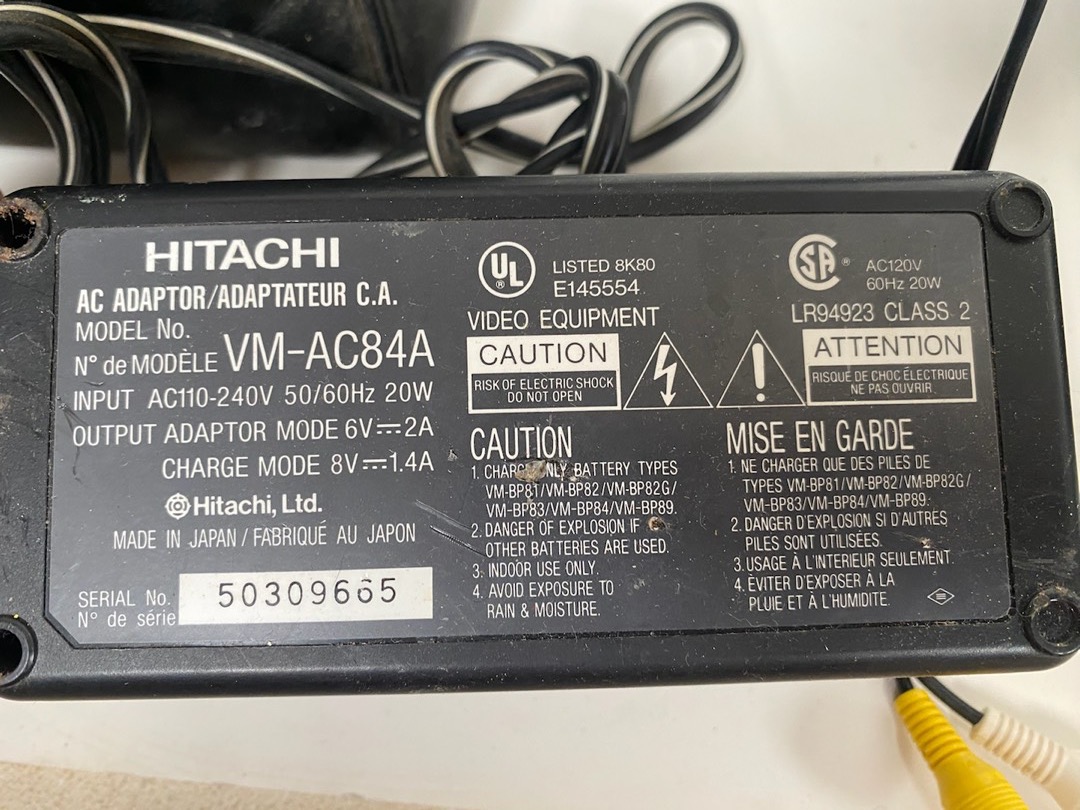 HITACHI
AC ADAPTOR/ADAPTATEUR C.A.
MODEL No.
N° de MODÈLE VM-AC84A
INPUT AC110-240V 50/60Hz 20W
OUTPUT ADAPTOR MODE 6V⎓2A
CHARGE MODE 8V⎓1.4A
Hitachi, Ltd.
MADE IN JAPAN / FABRIQUÉ AU JAPON
SERIAL No.
N° de série
50309665
UL
®
LISTED 8K80
E145554
VIDEO EQUIPMENT
CAUTION
RISK OF ELECTRIC SHOCK
DO NOT OPEN
SA
®
AC120V
60Hz 20W
LR94923 CLASS 2
!
ATTENTION
RISQUE DE CHOC ÉLECTRIQUE
NE PAS OUVRIR.
CAUTION
1. CHARGE ONLY BATTERY TYPES
VM-BP81/VM-BP82/VM-BP82G/
VM-BP83/VM-BP84/VM-BP89.
2. DANGER OF EXPLOSION IF
OTHER BATTERIES ARE USED.
3. INDOOR USE ONLY.
4. AVOID EXPOSURE TO
RAIN & MOISTURE.
MISE EN GARDE
1. NE CHARGER QUE DES PILES DE
TYPES VM-BP81/VM-BP82/VM-BP82G/
VM-BP83/VM-BP84/VM-BP89.
2. DANGER D'EXPLOSION SI D'AUTRES
PILES SONT UTILISÉES.
3. USAGE À L'INTERIEUR SEULEMENT.
4. ÉVITER D'EXPOSER À LA
PLUIE ET À L'HUMIDITE.